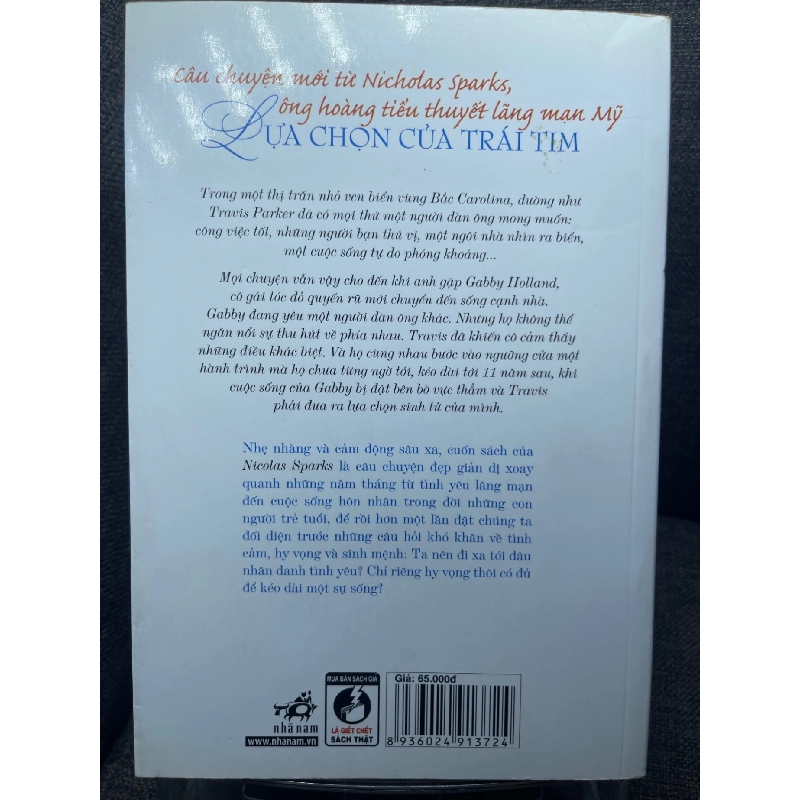 Câu chuyện mới từ Nicholas Sparks,
ông hoàng tiểu thuyết lãng mạn Mỹ
LỰA CHỌN CỦA TRÁI TIM
Trong một thị trấn nhỏ ven biển vùng Bắc Carolina, dường như
Travis Parker đã có mọi thứ một người đàn ông mong muốn:
công việc tốt, những người bạn thú vị, một ngôi nhà nhìn ra biển,
một cuộc sống tự do phóng khoáng...
Mọi chuyện vẫn vậy cho đến khi anh gặp Gabby Holland,
cô gái tóc đỏ quyến rũ mới chuyển đến sống cạnh nhà.
Gabby đang yêu một người đàn ông khác. Nhưng họ không thể
ngăn nổi sự thu hút về phía nhau. Travis đã khiến cô cảm thấy
những điều khác biệt. Và họ cùng nhau bước vào ngưỡng cửa một
hành trình mà họ chưa từng ngờ tới, kéo dài tới 11 năm sau, khi
cuộc sống của Gabby bị đặt bên bờ vực thẳm và Travis
phải đưa ra lựa chọn sinh tử của mình.
Nhẹ nhàng và cảm động sâu xa, cuốn sách của
Nicolas Sparks là câu chuyện đẹp giản dị xoay
quanh những năm tháng từ tình yêu lãng mạn
đến cuộc sống hôn nhân trong đời những con
người trẻ tuổi, để rồi hơn một lần đặt chúng ta
đối diện trước những câu hỏi khó khăn về tình
cảm, hy vọng và sinh mệnh: Ta nên đi xa tới đâu
nhân danh tình yêu? Chỉ riêng hy vọng thôi có đủ
để kéo dài một sự sống?
nhã nam
www.nhanam.vn
MUA BÁN SÁCH GIẢ
LÀ GIẾT CHẾT
SÁCH THẬT
Giá: 65.000đ
8 936024 913724